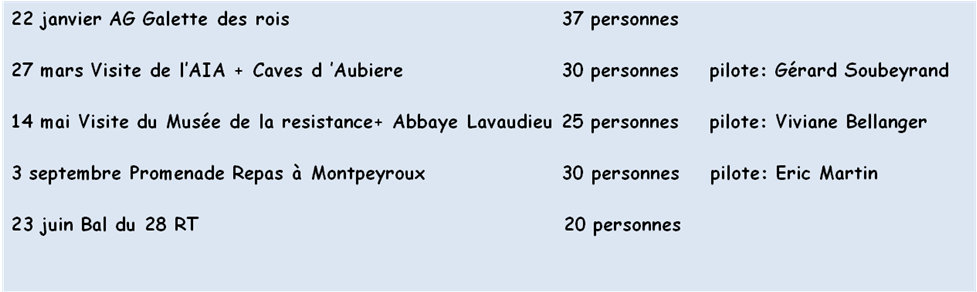 22 janvier AG Galette des rois 37 personnes
27 mars Visite de l'AIA + Caves d 'Aubiere 30 personnes pilote: Gérard Soubeyrand
14 mai Visite du Musée de la resistance+ Abbaye Lavaudieu 25 personnes pilote: Viviane Bellanger
3 septembre Promenade Repas à Montpeyroux 30 personnes pilote: Eric Martin
23 juin Bal du 28 RT 20 personnes